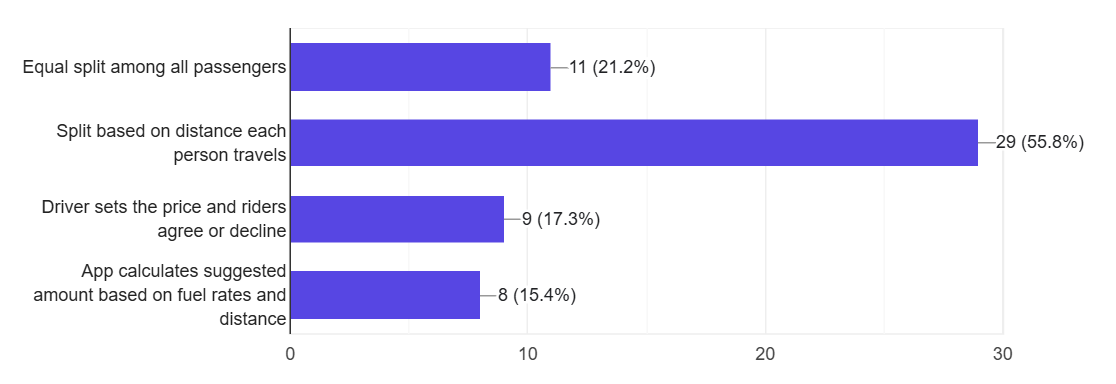 Equal split among all passengers
11 (21.2%)
Split based on distance each
person travels
29 (55.8%)
Driver sets the price and riders
agree or decline
9 (17.3%)
App calculates suggested
amount based on fuel rates and
distance
8 (15.4%)
0
10
20
30